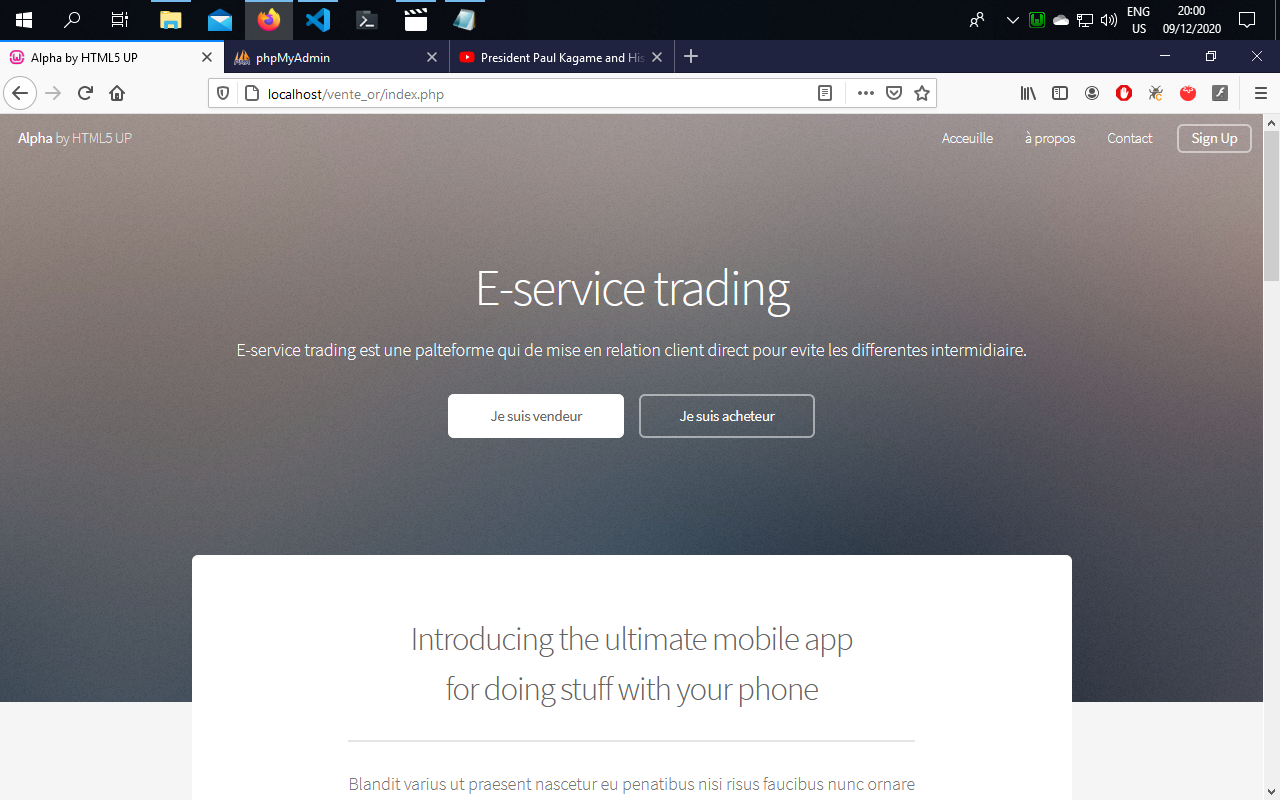 ENG
US
20:00
09/12/2020
Alpha by HTML5 UP
phpMyAdmin
President Paul Kagame and His
localhost/vente_or/index.php
Alpha by HTML5 UP
Acceuille
à propos
Contact
Sign Up
E-service trading
E-service trading est une palteforme qui de mise en relation client direct pour evite les differentes intermidiaire.
Je suis vendeur
Je suis acheteur
Introducing the ultimate mobile app
for doing stuff with your phone
Blandit varius ut praesent nascetur eu penatibus nisi risus faucibus nunc ornare